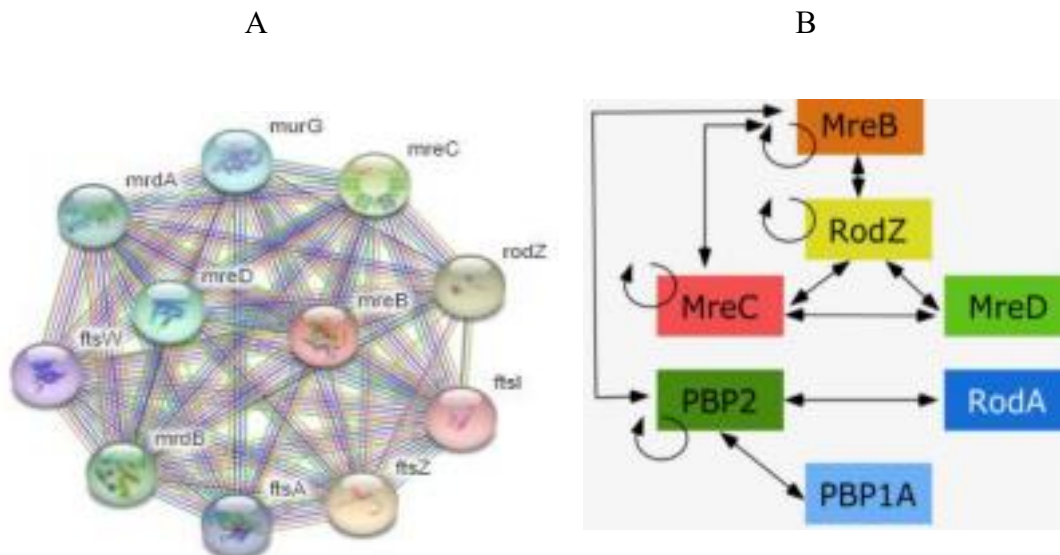 A
B
murG
mreC
mrdA
rodZ
mreD
mreB
ftsW
ftsI
mrdB
ftsZ
ftsA
MreB
RodZ
MreC
MreD
PBP2
RodA
PBP1A